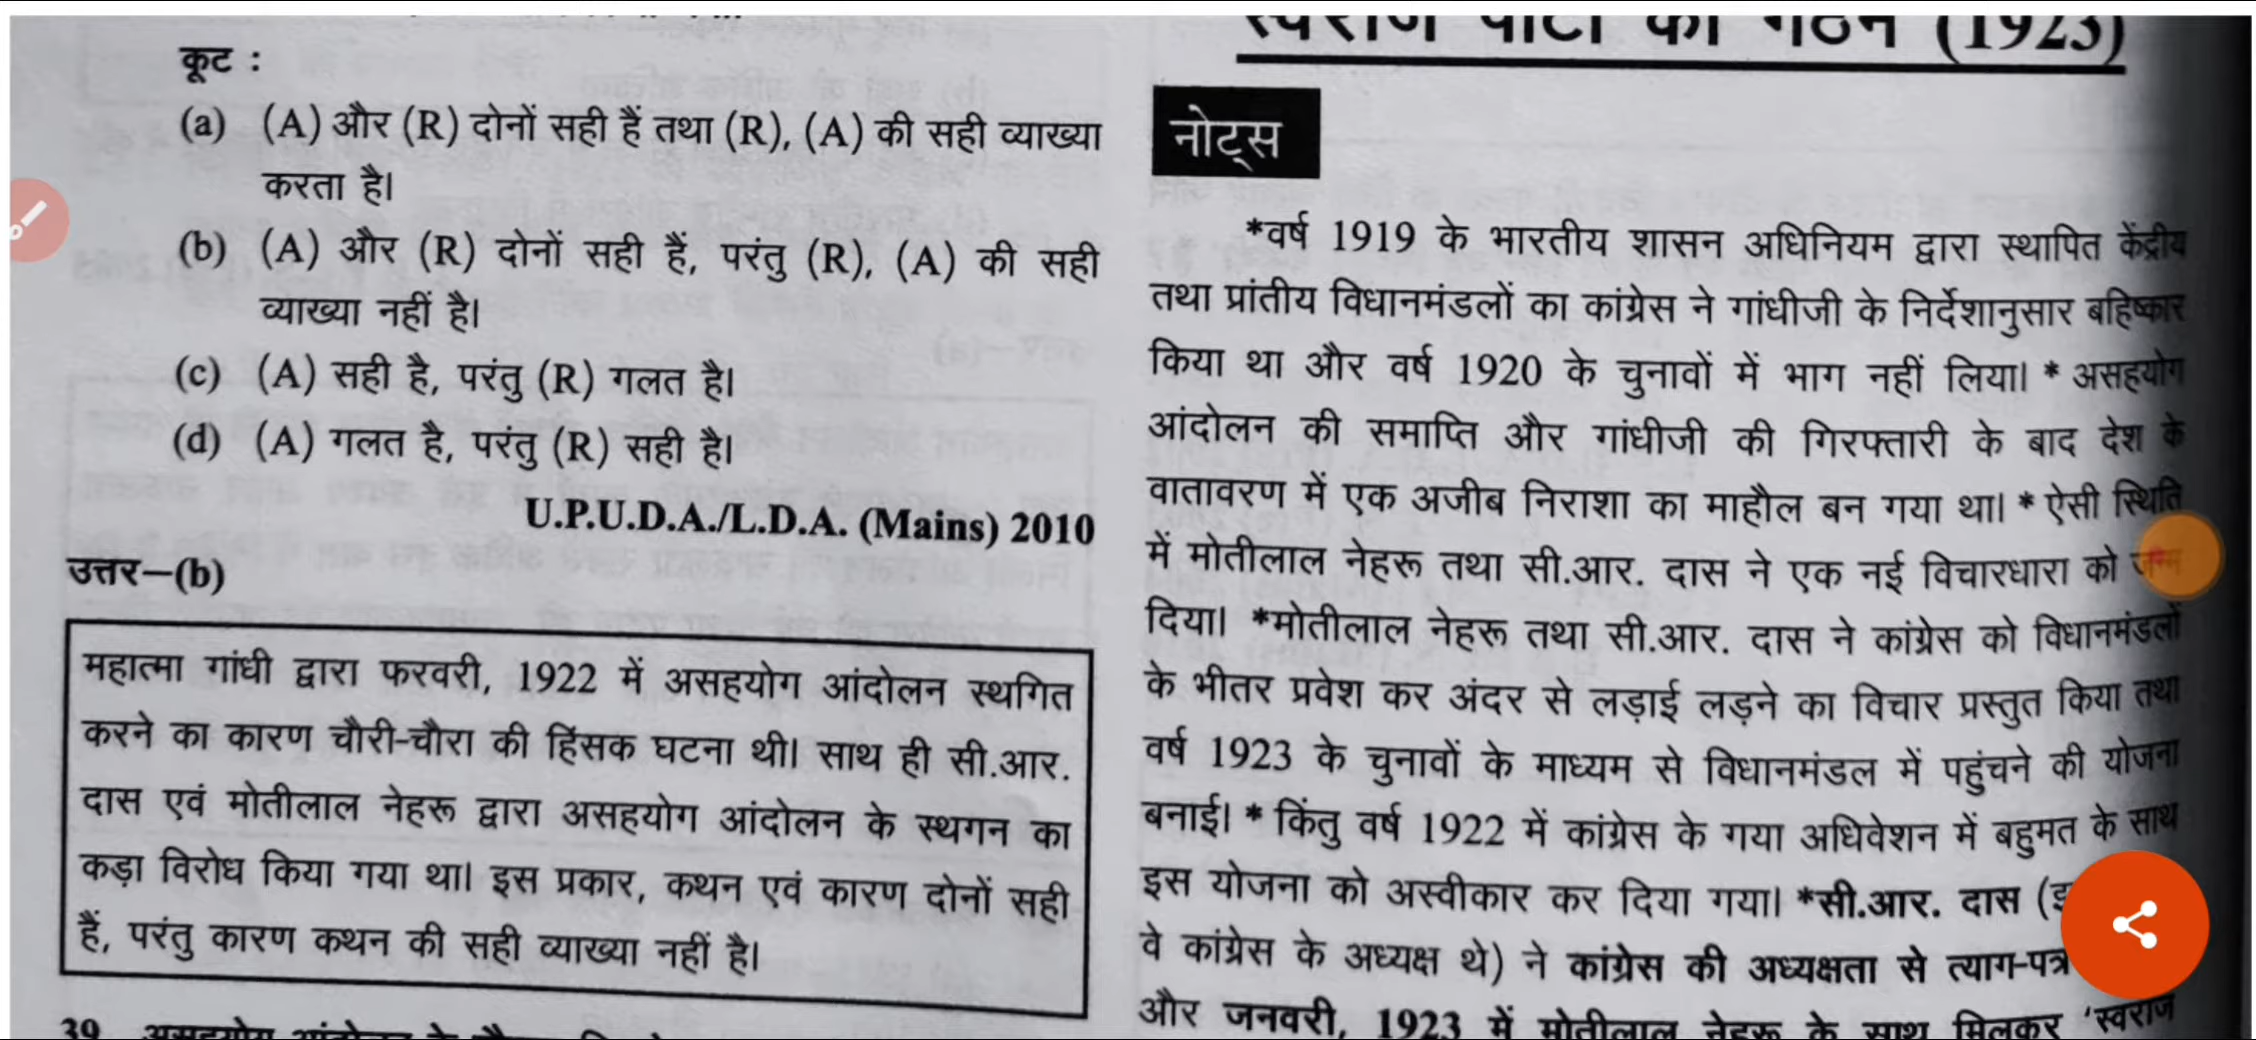 कूट :
(a) (A) और (R) दोनों सही हैं तथा (R), (A) की सही व्याख्या
करता है।
(b) (A) और (R) दोनों सही हैं, परंतु (R), (A) की सही
व्याख्या नहीं है।
(c) (A) सही है, परंतु (R) गलत है।
(d) (A) गलत है, परंतु (R) सही है।
U.P.U.D.A./L.D.A. (Mains) 2010
उत्तर—(b)
महात्मा गांधी द्वारा फरवरी, 1922 में असहयोग आंदोलन स्थगित
करने का कारण चौरी-चौरा की हिंसक घटना थी। साथ ही सी.आर.
दास एवं मोतीलाल नेहरू द्वारा असहयोग आंदोलन के स्थगन का
कड़ा विरोध किया गया था। इस प्रकार, कथन एवं कारण दोनों सही
हैं, परंतु कारण कथन की सही व्याख्या नहीं है।
39 असहयोग आंदोलन के
स्वराज पार्टी का गठन (1923)
नोट्स
*वर्ष 1919 के भारतीय शासन अधिनियम द्वारा स्थापित केंद्रीय
तथा प्रांतीय विधानमंडलों का कांग्रेस ने गांधीजी के निर्देशानुसार बहिष्कार
किया था और वर्ष 1920 के चुनावों में भाग नहीं लिया। * असहयोग
आंदोलन की समाप्ति और गांधीजी की गिरफ्तारी के बाद देश के
वातावरण में एक अजीब निराशा का माहौल बन गया था। * ऐसी स्थिति
में मोतीलाल नेहरू तथा सी.आर. दास ने एक नई विचारधारा को जन्म
दिया। *मोतीलाल नेहरू तथा सी.आर. दास ने कांग्रेस को विधानमंडलों
के भीतर प्रवेश कर अंदर से लड़ाई लड़ने का विचार प्रस्तुत किया तथा
वर्ष 1923 के चुनावों के माध्यम से विधानमंडल में पहुंचने की योजना
बनाई। * किंतु वर्ष 1922 में कांग्रेस के गया अधिवेशन में बहुमत के साथ
इस योजना को अस्वीकार कर दिया गया। *सी.आर. दास (
वे कांग्रेस के अध्यक्ष थे) ने कांग्रेस की अध्यक्षता से त्याग-पत्र
और जनवरी, 1923 में मोतीलाल नेहरू के साथ मिलकर 'स्वराज